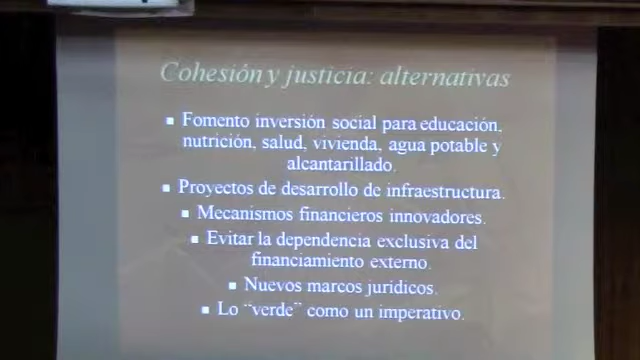 Cohesión y justicia: alternativas
▪ Fomento inversión social para educación,
nutrición, salud, vivienda, agua potable y
alcantarillado.
▪ Proyectos de desarrollo de infraestructura.
▪ Mecanismos financieros innovadores.
▪ Evitar la dependencia exclusiva del
financiamiento externo.
▪ Nuevos marcos jurídicos.
▪ Lo ¨verde¨ como un imperativo.